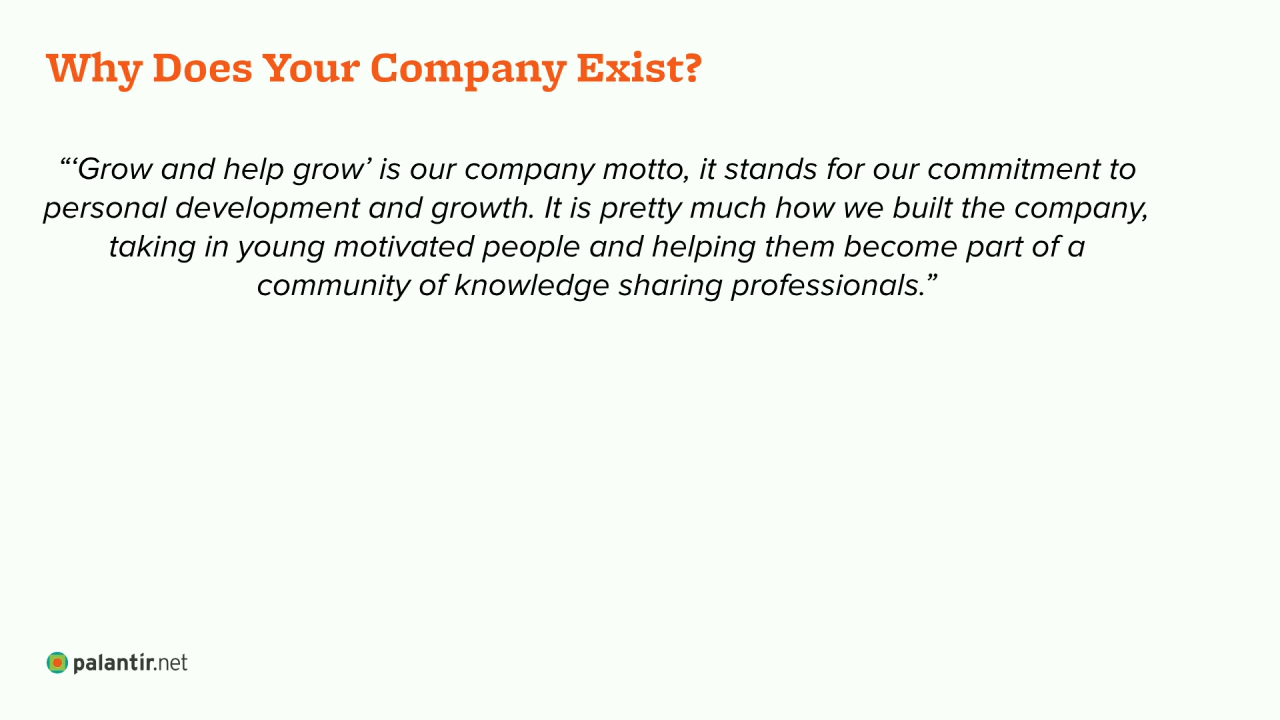 Why Does Your Company Exist?
“‘Grow and help grow’ is our company motto, it stands for our commitment to
personal development and growth. It is pretty much how we built the company,
taking in young motivated people and helping them become part of a
community of knowledge sharing professionals.”
palantir.net